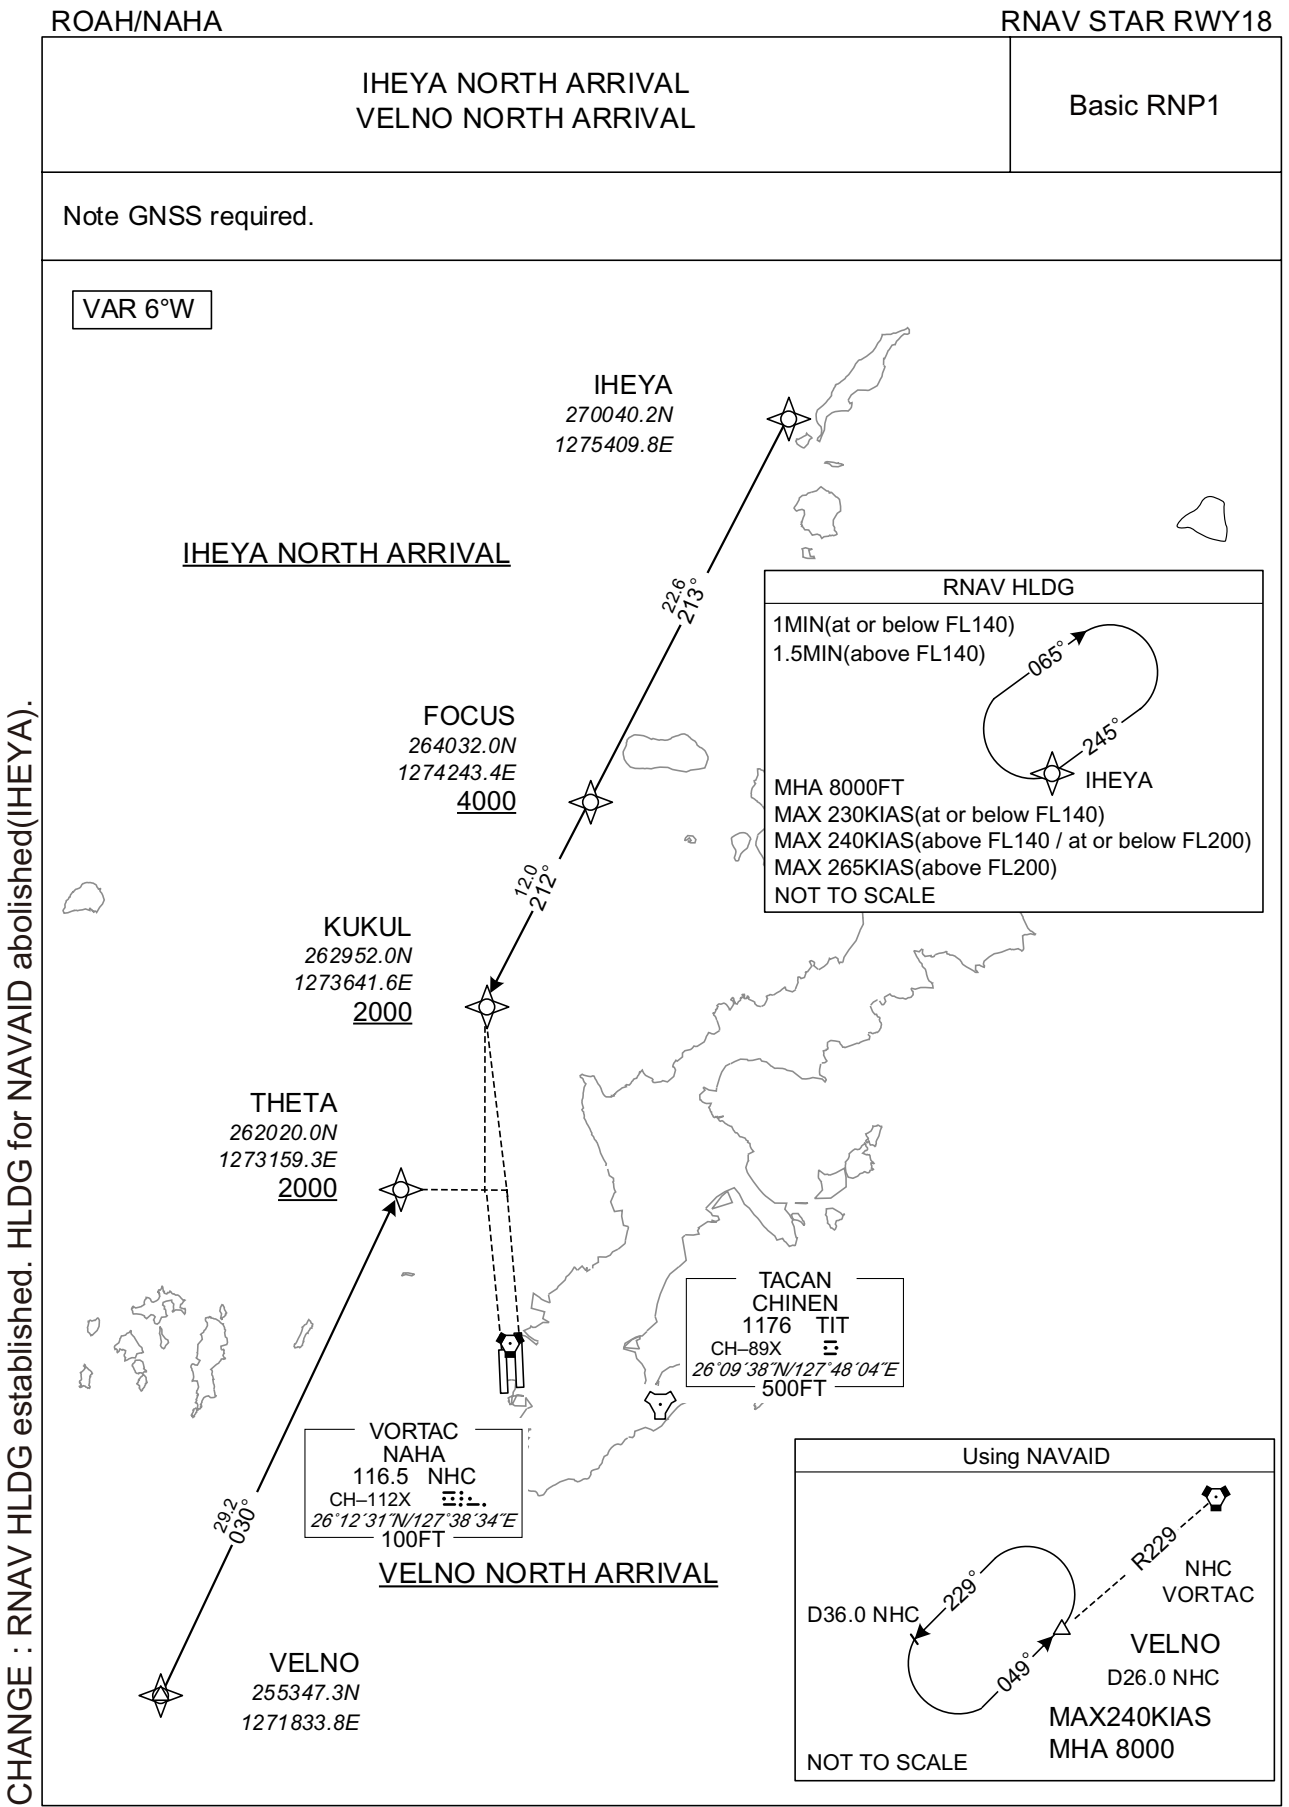 ROAH/NAHA
RNAV STAR RWY18
IHEYA NORTH ARRIVAL
VELNO NORTH ARRIVAL
Basic RNP1
Note GNSS required.
VAR 6°W
IHEYA
270040.2N
1275409.8E
IHEYA NORTH ARRIVAL
22.6
213°
RNAV HLDG
1MIN(at or below FL140)
1.5MIN(above FL140)
065°
245°
IHEYA
MHA 8000FT
MAX 230KIAS(at or below FL140)
MAX 240KIAS(above FL140 / at or below FL200)
MAX 265KIAS(above FL200)
NOT TO SCALE
FOCUS
264032.0N
1274243.4E
4000
12.0
212°
KUKUL
262952.0N
1273641.6E
2000
THETA
262020.0N
1273159.3E
2000
TACAN
CHINEN
1176 TIT
CH–89X
26°09´38˝N/127°48´04˝E
500FT
VORTAC
NAHA
116.5 NHC
CH–112X
26°12´31˝N/127°38´34˝E
100FT
29.2
030°
VELNO NORTH ARRIVAL
VELNO
255347.3N
1271833.8E
Using NAVAID
R229
NHC
VORTAC
229°
D36.0 NHC
049°
VELNO
D26.0 NHC
MAX240KIAS
MHA 8000
NOT TO SCALE
CHANGE : RNAV HLDG established. HLDG for NAVAID abolished(IHEYA).